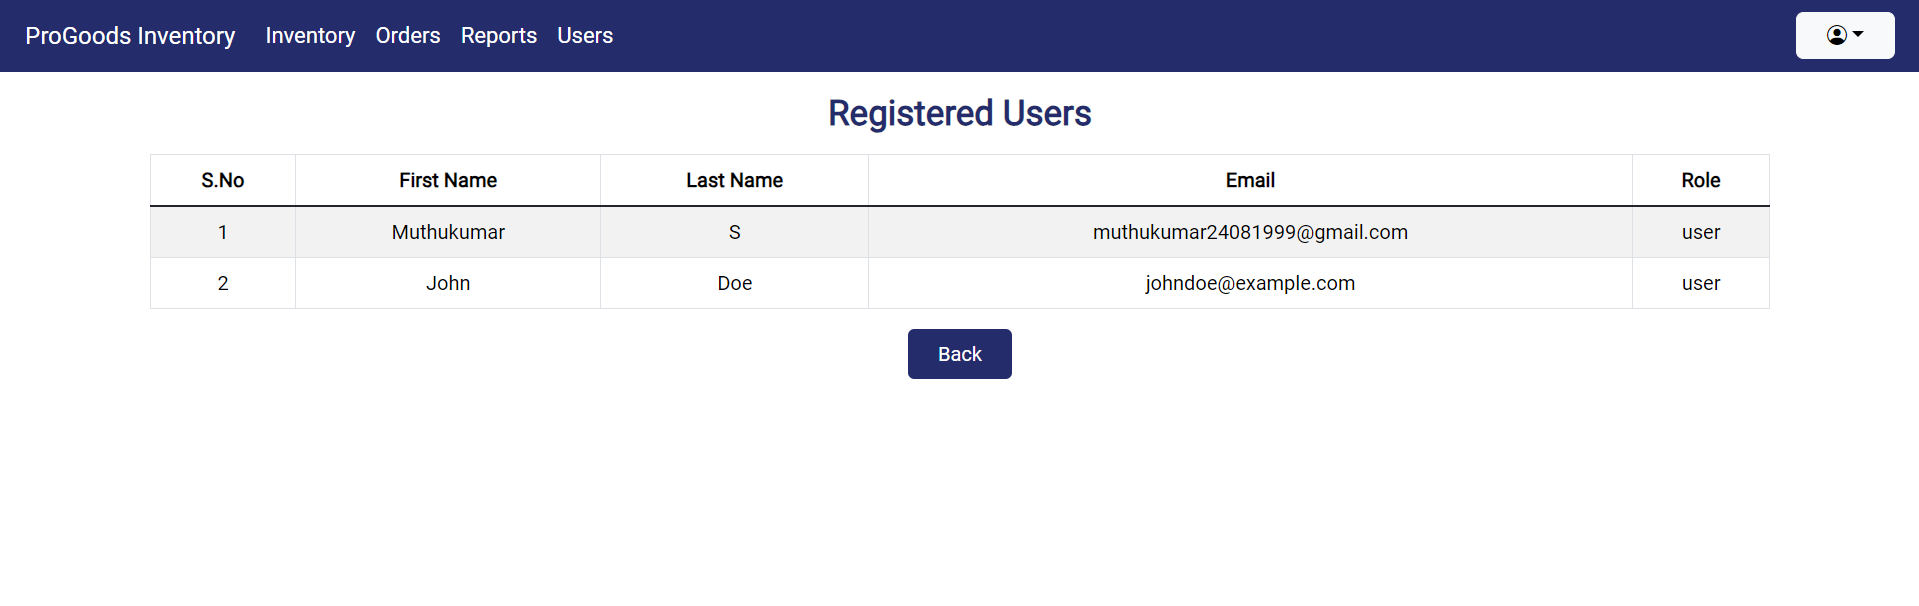 ProGoods Inventory Inventory Orders Reports Users
Registered Users
S.No First Name Last Name Email Role
1 Muthukumar S muthukumar24081999@gmail.com user
2 John Doe johndoe@example.com user
Back